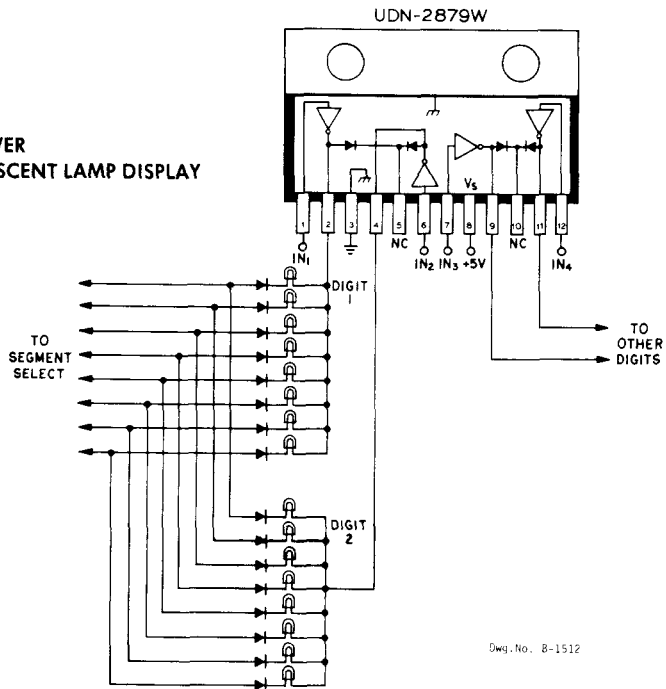 UDN-2879W
VER
SCENT LAMP DISPLAY
VS
1 2 3 4 5 6 7 8 9 10 11 12
NC NC
IN1 IN2 IN3 +5V IN4
DIGIT
1
TO
SEGMENT
SELECT
TO
OTHER
DIGITS
DIGIT
2
Dwg.No. B-1512